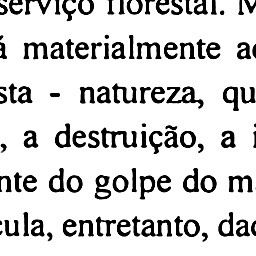 serviço florestal. M
á materialmente a
sta - natureza, qu
, a destruição, a i
nte do golpe do m
cula, entretanto, dad